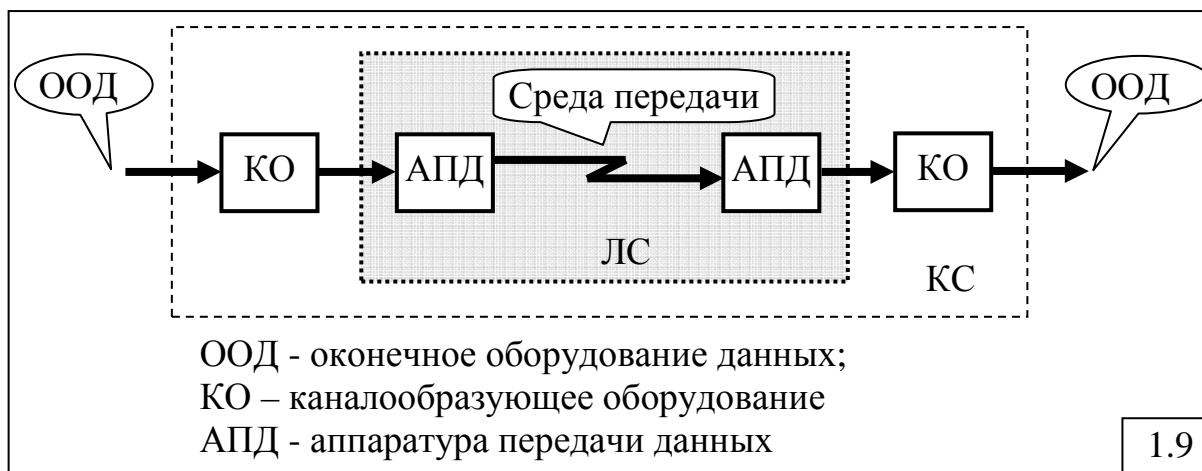 ООД
Среда передачи
ООД
КО
АПД
АПД
КО
ЛС
КС
ООД - оконечное оборудование данных;
КО – каналообразующее оборудование
АПД - аппаратура передачи данных
1.9